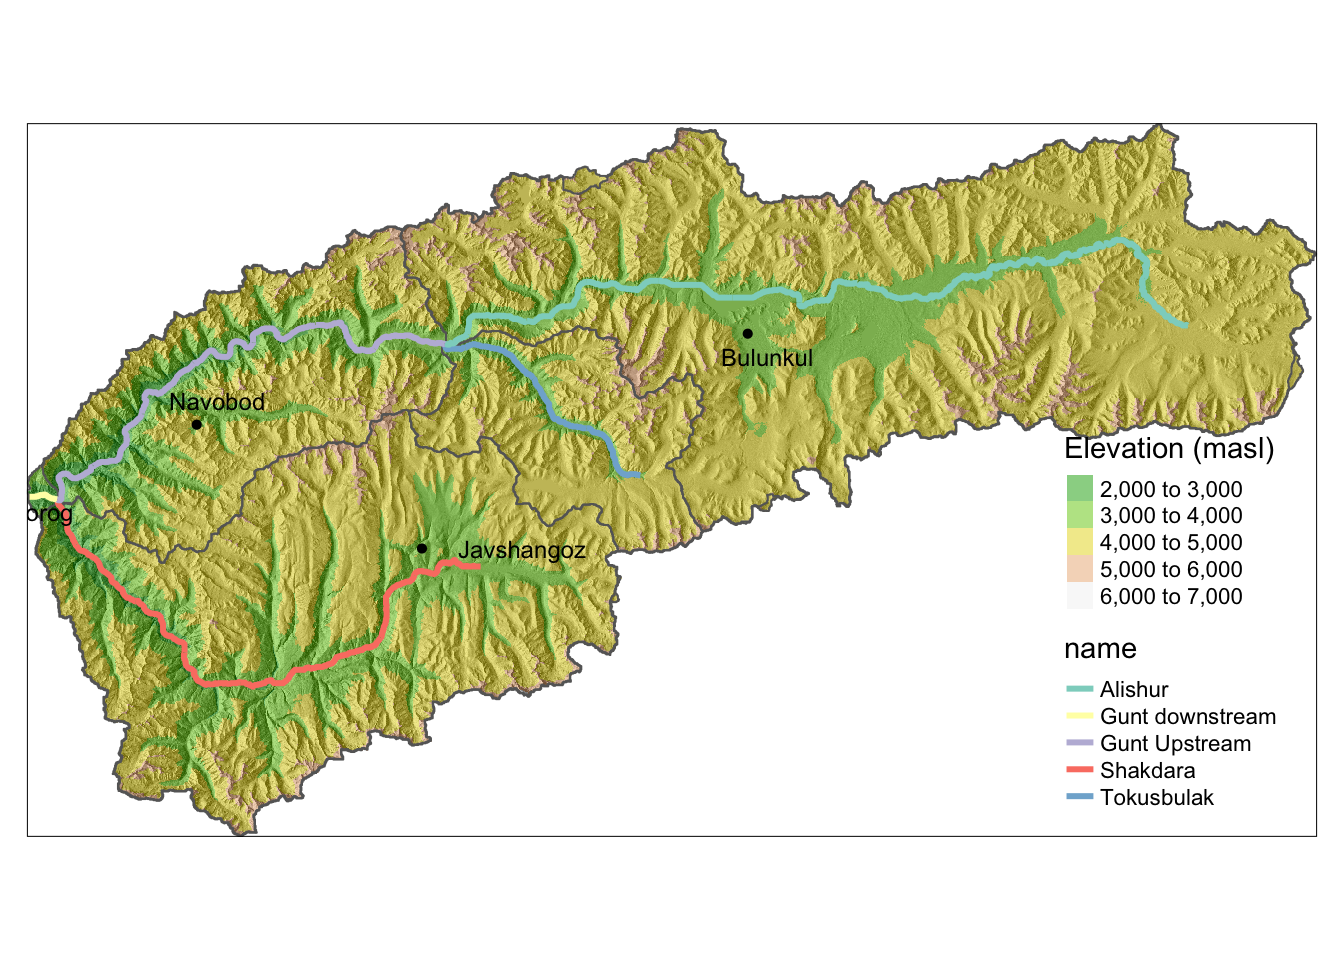 Bulunkul
Navobod
orog
Javshangoz
Elevation (masl)
2,000 to 3,000
3,000 to 4,000
4,000 to 5,000
5,000 to 6,000
6,000 to 7,000
name
Alishur
Gunt downstream
Gunt Upstream
Shakdara
Tokusbulak